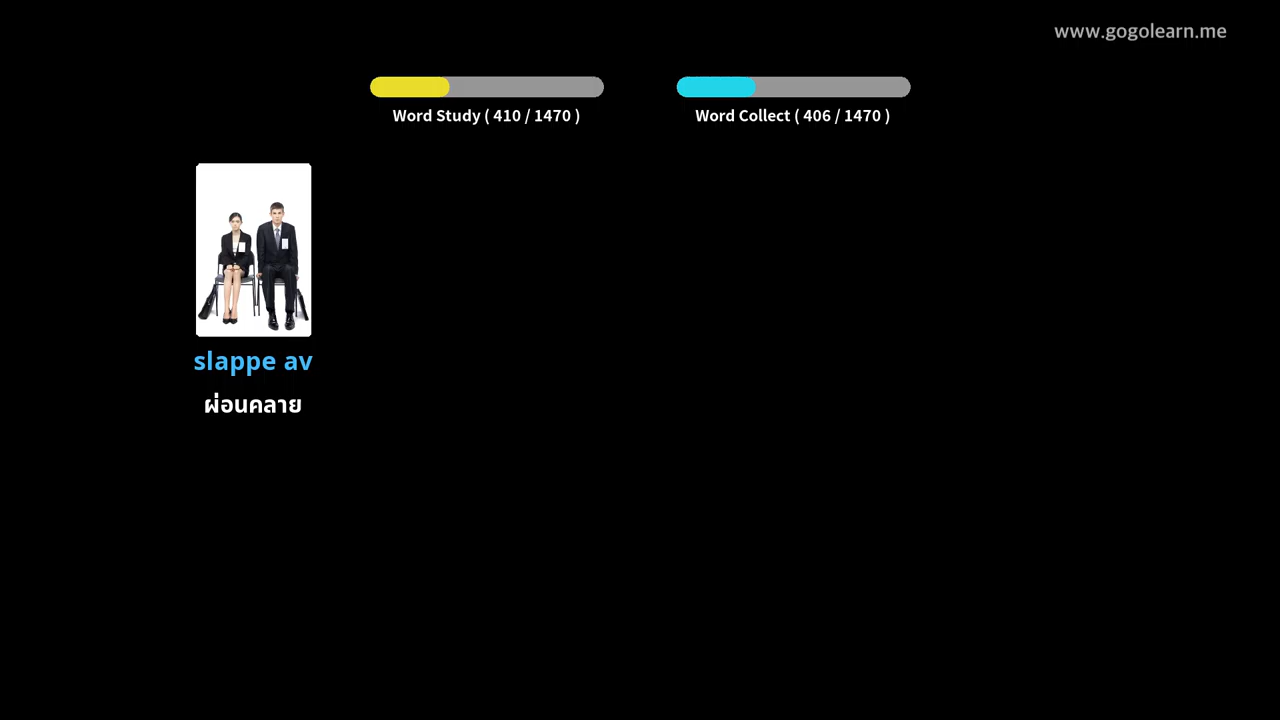 www.gogolearn.me
Word Study ( 410 / 1470 )
Word Collect ( 406 / 1470 )
slappe av
ผ่อนคลาย